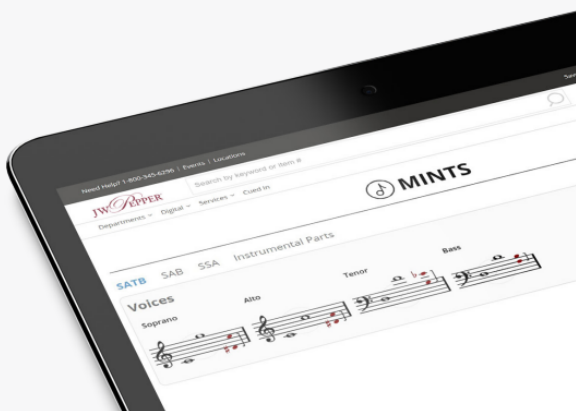 Need Help? 1-800-345-6296 | Events | Locations
JW PEPPER
Search by keyword or item #
Departments Digital Services Cued In
MINTS
SATB SAB SSA Instrumental Parts
Voices
Soprano Alto Tenor Bass